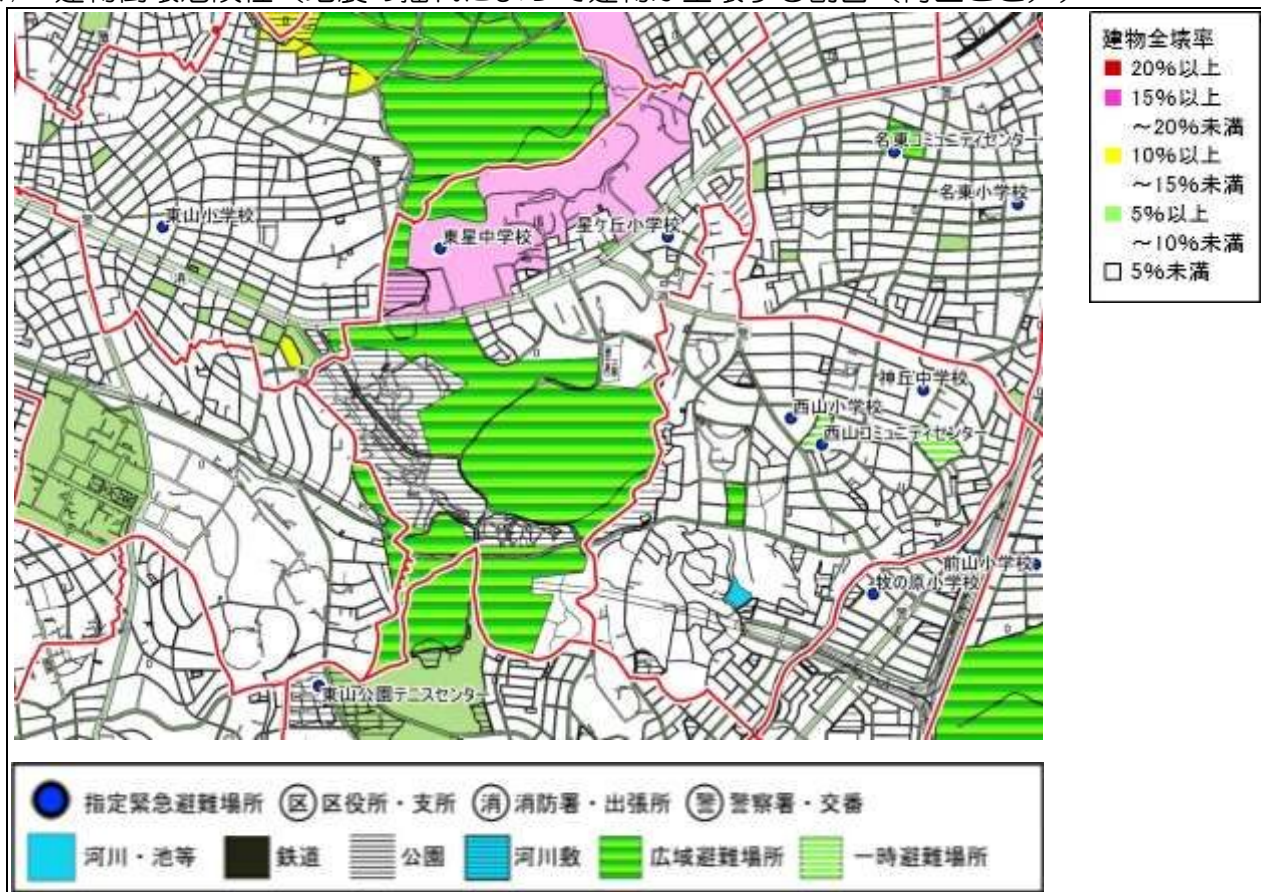 建物全壊率
20%以上
15%以上
～20%未満
10%以上
～15%未満
5%以上
～10%未満
5%未満
名東コミュニティセンター
名東小学校
東山小学校
東星中学校
星ケ丘小学校
神丘中学校
西山小学校
西山コミュニティセンター
前山小学校
牧の原小学校
東山公園テニスセンター
指定緊急避難場所 区 区役所・支所 消 消防署・出張所 警 警察署・交番
河川・池等 鉄道 公園 河川敷 広域避難場所 一時避難場所